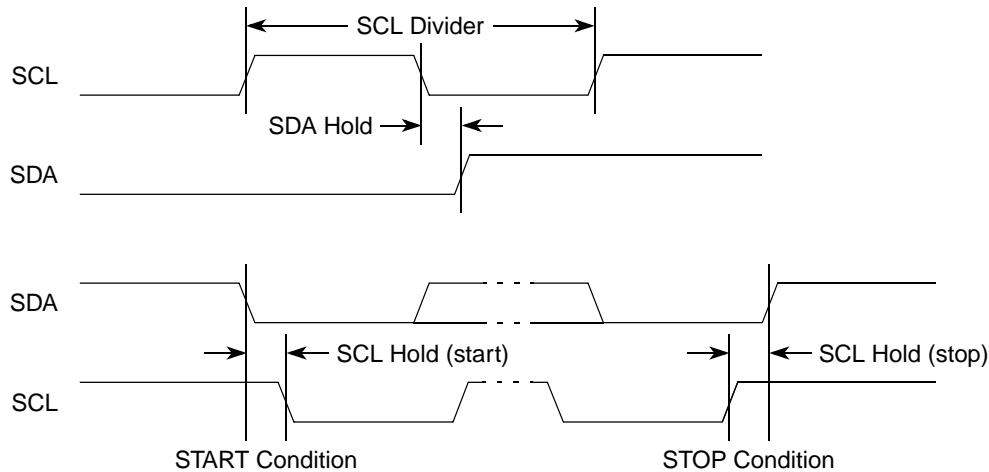 SCL Divider
SCL
SDA Hold
SDA
SDA
SCL Hold (start)
SCL Hold (stop)
SCL
START Condition
STOP Condition